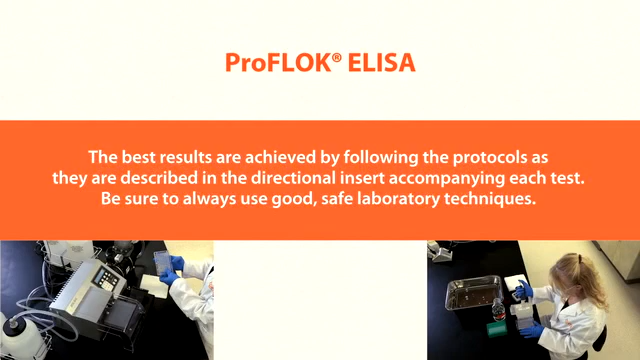 ProFLOK® ELISA
The best results are achieved by following the protocols as
they are described in the directional insert accompanying each test.
Be sure to always use good, safe laboratory techniques.